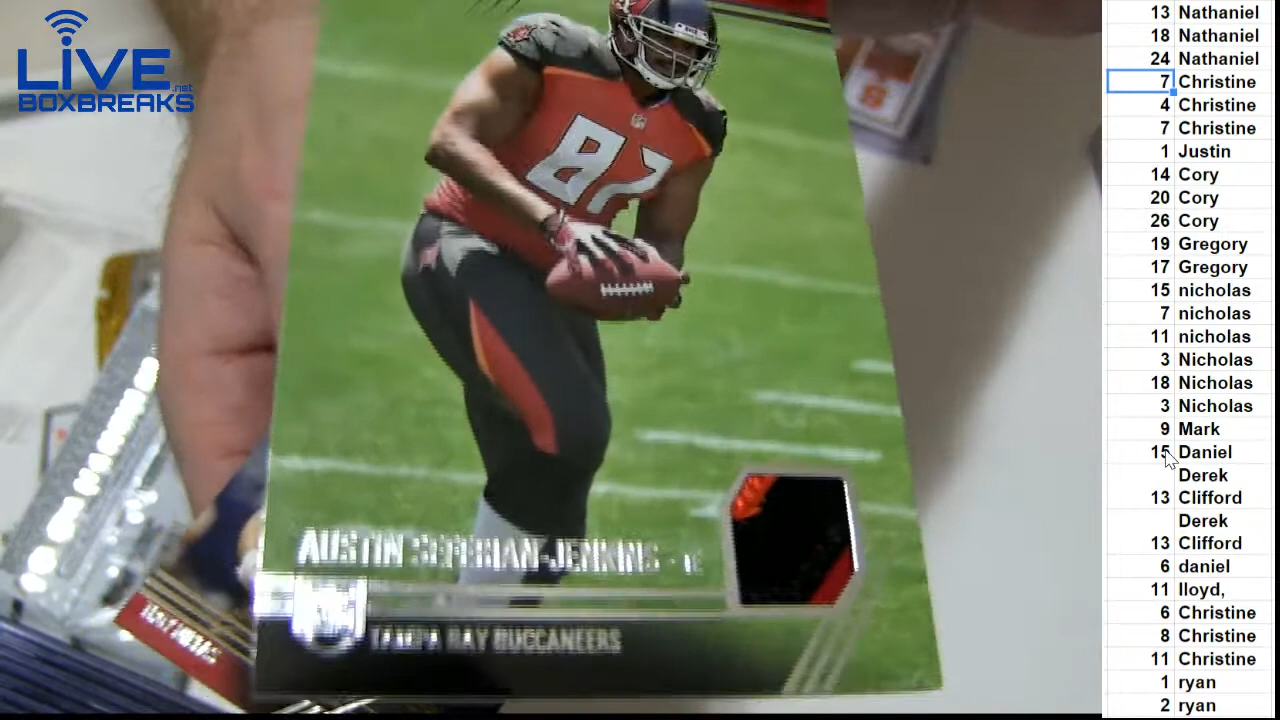 LiVE.net
BOXBREAKS
87
AUSTIN SEFERIAN-JENKINS - TE
TAMPA BAY BUCCANEERS
13 Nathaniel
18 Nathaniel
24 Nathaniel
7 Christine
4 Christine
7 Christine
1 Justin
14 Cory
20 Cory
26 Cory
19 Gregory
17 Gregory
15 nicholas
7 nicholas
11 nicholas
3 Nicholas
18 Nicholas
3 Nicholas
9 Mark
15 Daniel
Derek
13 Clifford
Derek
13 Clifford
6 daniel
11 lloyd,
6 Christine
8 Christine
11 Christine
1 ryan
2 ryan